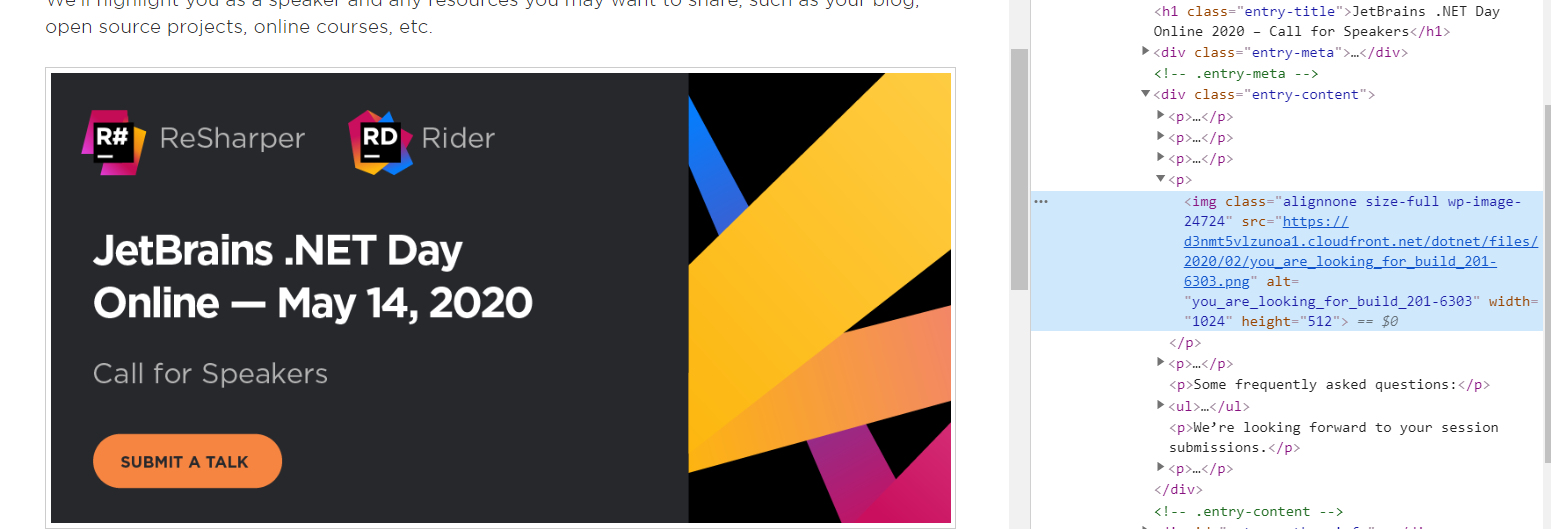 We'll highlight you as a speaker and any resources you may want to share, such as your blog,
open source projects, online courses, etc.
R# ReSharper
RD Rider
JetBrains .NET Day
Online — May 14, 2020
Call for Speakers
SUBMIT A TALK
<h1 class="entry-title">JetBrains .NET Day
Online 2020 – Call for Speakers</h1>
<div class="entry-meta">…</div>
<!-- .entry-meta -->
<div class="entry-content">
<p>…</p>
<p>…</p>
<p>…</p>
<p>
<img class="alignnone size-full wp-image-
24724" src="https://
d3nmt5vlzunoa1.cloudfront.net/dotnet/files/
2020/02/you_are_looking_for_build_201-
6303.png" alt=
"you_are_looking_for_build_201-6303" width=
"1024" height="512"> == $0
</p>
<p>…</p>
<p>Some frequently asked questions:</p>
<ul>…</ul>
<p>We’re looking forward to your session
submissions.</p>
<p>…</p>
</div>
<!-- .entry-content -->